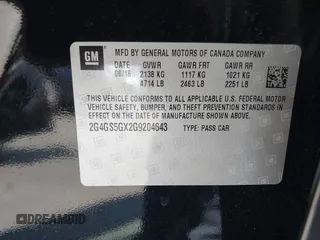 GM
MFD BY GENERAL MOTORS OF CANADA COMPANY
DATE GVWR GAWR FRT GAWR RR
2138 KG 1117 KG 1021 KG
4714 LB 2463 LB 2251 LB
THIS VEHICLE CONFORMS TO ALL APPLICABLE U.S. FEDERAL MOTOR
VEHICLE SAFETY, BUMPER, AND THEFT PREVENTION STANDARDS
IN EFFECT ON THE DATE OF MANUFACTURE SHOWN ABOVE.
2G4GS5GX2G9204643 TYPE: PASS CAR
DREAMBID